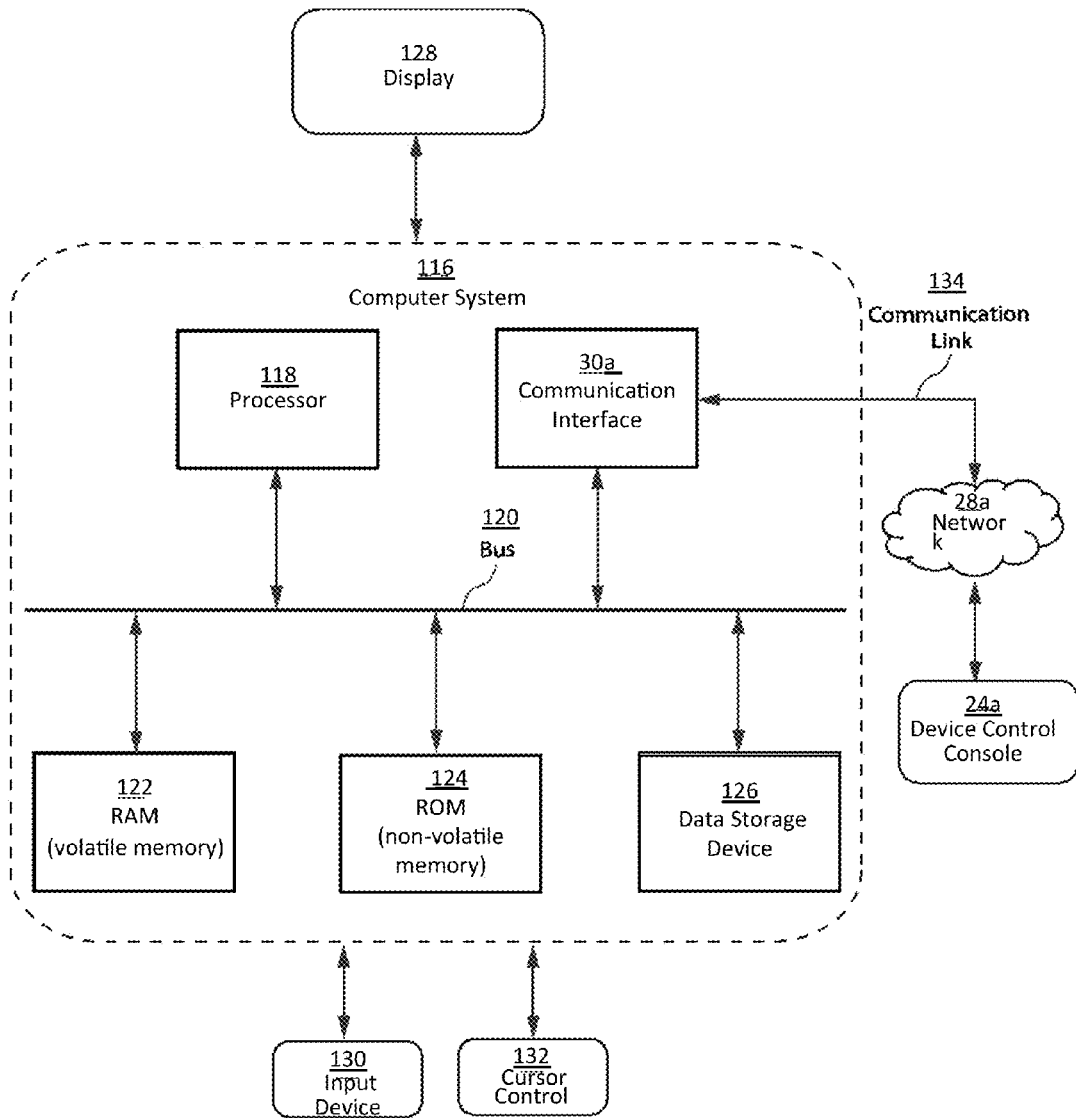 128
Display
116
Computer System
134
Communication
Link
118
Processor
30a
Communication
Interface
120
Bus
28a
Networ
k
24a
Device Control
Console
122
RAM
(volatile memory)
124
ROM
(non-volatile
memory)
126
Data Storage
Device
130
Input
Device
132
Cursor
Control